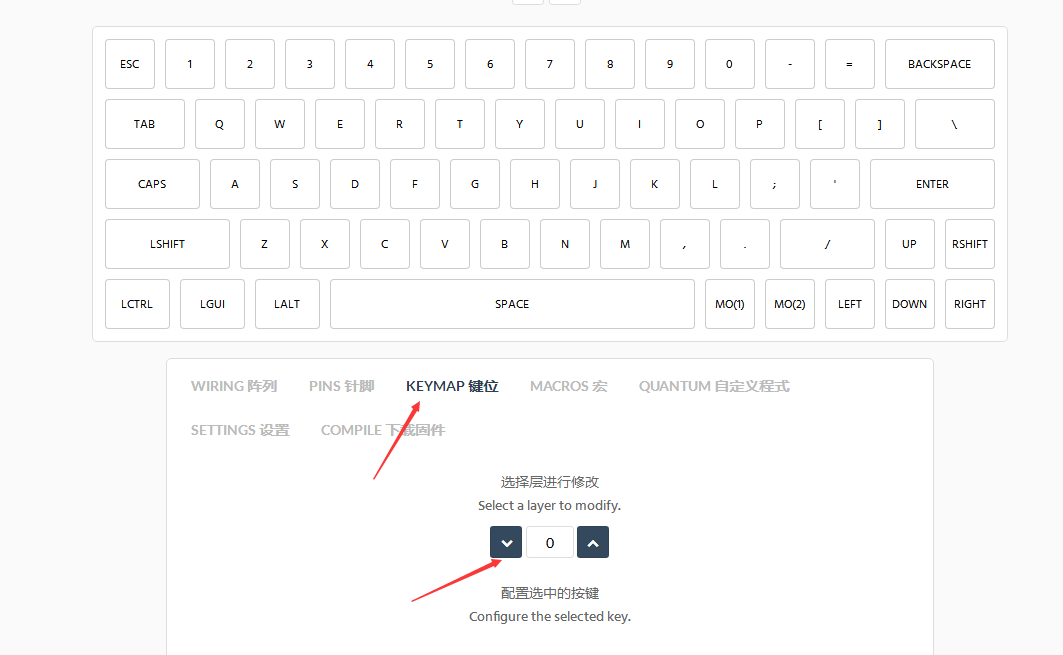 ESC 1 2 3 4 5 6 7 8 9 0 - = BACKSPACE
TAB Q W E R T Y U I O P [ ] \
CAPS A S D F G H J K L ; ' ENTER
LSHIFT Z X C V B N M , . / UP RSHIFT
LCTRL LGUI LALT SPACE MO(1) MO(2) LEFT DOWN RIGHT
WIRING 阵列 PINS 针脚 KEYMAP 键位 MACROS 宏 QUANTUM 自定义程式
SETTINGS 设置 COMPILE 下载固件
选择层进行修改
Select a layer to modify.
0
配置选中的按键
Configure the selected key.